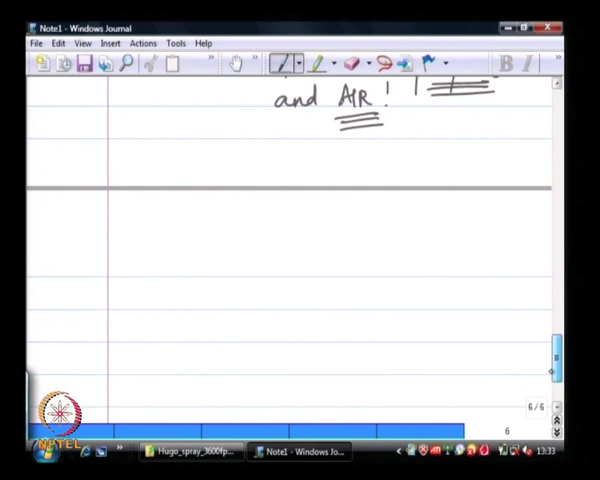 Note1 - Windows Journal
File Edit View Insert Actions Tools Help
B I
and AIR!
6/6
6
NPTEL
Hugo_spray_3600fp...
Note1 - Windows Jou...
13:33